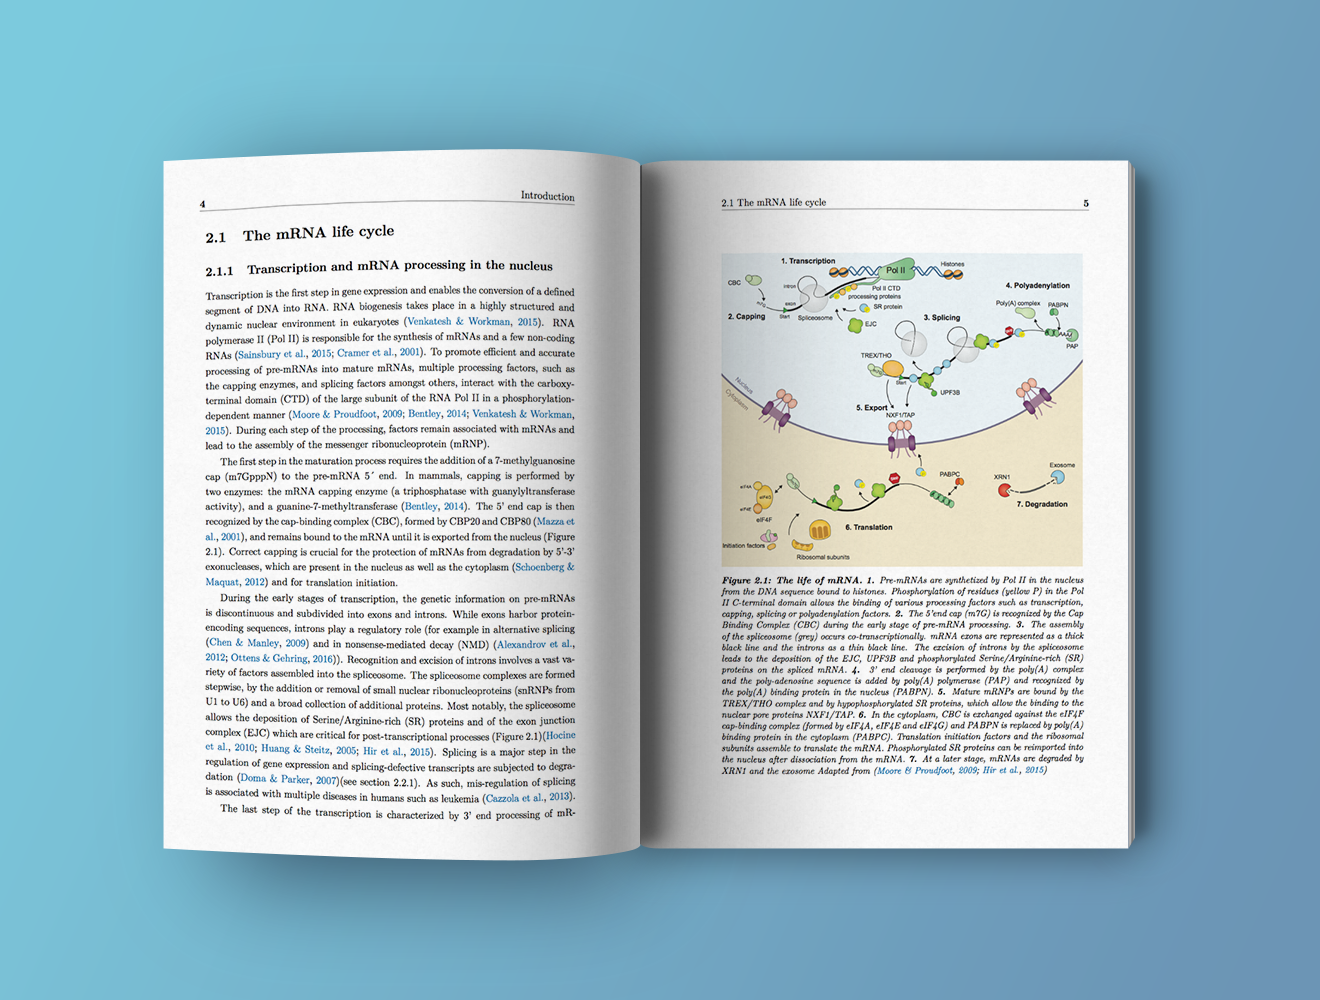 4
Introduction
2.1 The mRNA life cycle
2.1.1 Transcription and mRNA processing in the nucleus
Transcription is the first step in gene expression and enables the conversion of a defined
segment of DNA into RNA. RNA biogenesis takes place in a highly structured and
dynamic nuclear environment in eukaryotes (Venkatesh & Workman, 2015). RNA
polymerase II (Pol II) is responsible for the synthesis of mRNAs and a few non-coding
RNAs (Sainsbury et al., 2015; Cramer et al., 2001). To promote efficient and accurate
processing of pre-mRNAs into mature mRNAs, multiple processing factors, such as
the capping enzymes, and splicing factors amongst others, interact with the carboxy-
terminal domain (CTD) of the large subunit of the RNA Pol II in a phosphorylation-
dependent manner (Moore & Proudfoot, 2009; Bentley, 2014; Venkatesh & Workman,
2015). During each step of the processing, factors remain associated with mRNAs and
lead to the assembly of the messenger ribonucleoprotein (mRNP).
The first step in the maturation process requires the addition of a 7-methylguanosine
cap (m7GpppN) to the pre-mRNA 5´ end. In mammals, capping is performed by
two enzymes: the mRNA capping enzyme (a triphosphatase with guanylyltransferase
activity), and a guanine-7-methyltransferase (Bentley, 2014). The 5' end cap is then
recognized by the cap-binding complex (CBC), formed by CBP20 and CBP80 (Mazza et
al., 2001), and remains bound to the mRNA until it is exported from the nucleus (Figure
2.1). Correct capping is crucial for the protection of mRNAs from degradation by 5'-3'
exonucleases, which are present in the nucleus as well as the cytoplasm (Schoenberg &
Maquat, 2012) and for translation initiation.
During the early stages of transcription, the genetic information on pre-mRNAs
is discontinuous and subdivided into exons and introns. While exons harbor protein-
encoding sequences, introns play a regulatory role (for example in alternative splicing
(Chen & Manley, 2009) and in nonsense-mediated decay (NMD) (Alexandrov et al.,
2012; Ottens & Gehring, 2016)). Recognition and excision of introns involves a vast va-
riety of factors assembled into the spliceosome. The spliceosome complexes are formed
stepwise, by the addition or removal of small nuclear ribonucleoproteins (snRNPs from
U1 to U6) and a broad collection of additional proteins. Most notably, the spliceosome
allows the deposition of Serine/Arginine-rich (SR) proteins and of the exon junction
complex (EJC) which are critical for post-transcriptional processes (Figure 2.1)(Hocine
et al., 2010; Huang & Steitz, 2005; Hir et al., 2015). Splicing is a major step in the
regulation of gene expression and splicing-defective transcripts are subjected to degra-
dation (Doma & Parker, 2007)(see section 2.2.1). As such, mis-regulation of splicing
is associated with multiple diseases in humans such as leukemia (Cazzola et al., 2013).
The last step of the transcription is characterized by 3' end processing of mR-
2.1 The mRNA life cycle
5
1. Transcription
Pol II
Histones
CBC
INTRON
EXON
m7G
Start
2. Capping
Spliceosome
Pol II CTD
processing proteins
SR protein
EJC
3. Splicing
4. Polyadenylation
Poly(A) complex
PABPN
PAP
TREX/THO
Start
UPF3B
5. Export
NXF1/TAP
Nucleus
Cytoplasm
eIF4A
eIF4G
eIF4E
eIF4F
Initiation factors
Ribosomal subunits
6. Translation
PABPC
XRN1
Exosome
7. Degradation
Figure 2.1: The life of mRNA. 1. Pre-mRNAs are synthetized by Pol II in the nucleus
from the DNA sequence bound to histones. Phosphorylation of residues (yellow P) in the Pol
II C-terminal domain allows the binding of various processing factors such as transcription,
capping, splicing or polyadenylation factors. 2. The 5'end cap (m7G) is recognized by the Cap
Binding Complex (CBC) during the early stage of pre-mRNA processing. 3. The assembly
of the spliceosome (grey) occurs co-transcriptionally. mRNA exons are represented as a thick
black line and the introns as a thin black line. The excision of introns by the spliceosome
leads to the deposition of the EJC, UPF3B and phosphorylated Serine/Arginine-rich (SR)
proteins on the spliced mRNA. 4. 3' end cleavage is performed by the poly(A) complex
and the poly-adenosine sequence is added by poly(A) polymerase (PAP) and recognized by
the poly(A) binding protein in the nucleus (PABPN). 5. Mature mRNPs are bound by the
TREX/THO complex and by hypophosphorylated SR proteins, which allow the binding to the
nuclear pore proteins NXF1/TAP. 6. In the cytoplasm, CBC is exchanged against the eIF4F
cap-binding complex (formed by eIF4A, eIF4E and eIF4G) and PABPN is replaced by poly(A)
binding protein in the cytoplasm (PABPC). Translation initiation factors and the ribosomal
subunits assemble to translate the mRNA. Phosphorylated SR proteins can be reimported into
the nucleus after dissociation from the mRNA. 7. At a later stage, mRNAs are degraded by
XRN1 and the exosome Adapted from (Moore & Proudfoot, 2009; Hir et al., 2015)